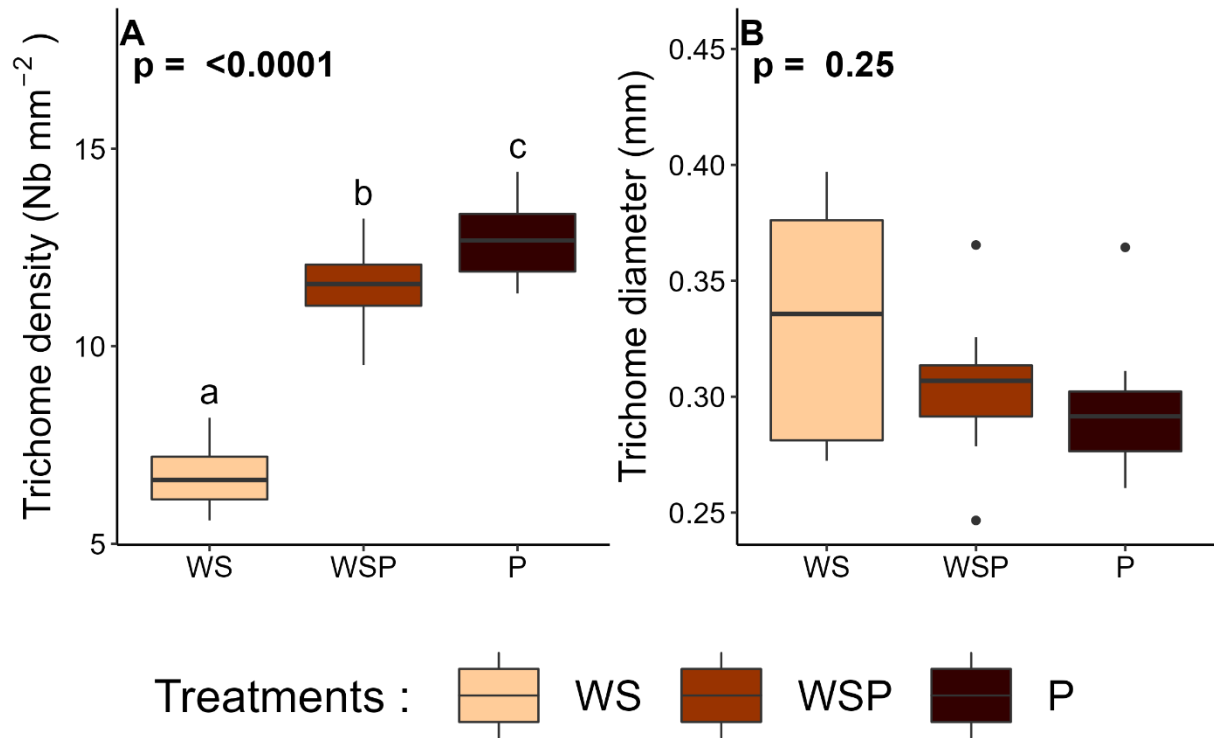 A
p = <0.0001
Trichome density (Nb mm⁻²)
15
10
5
a
b
c
WS
WSP
P
B
p = 0.25
Trichome diameter (mm)
0.45
0.40
0.35
0.30
0.25
WS
WSP
P
Treatments : WS WSP P